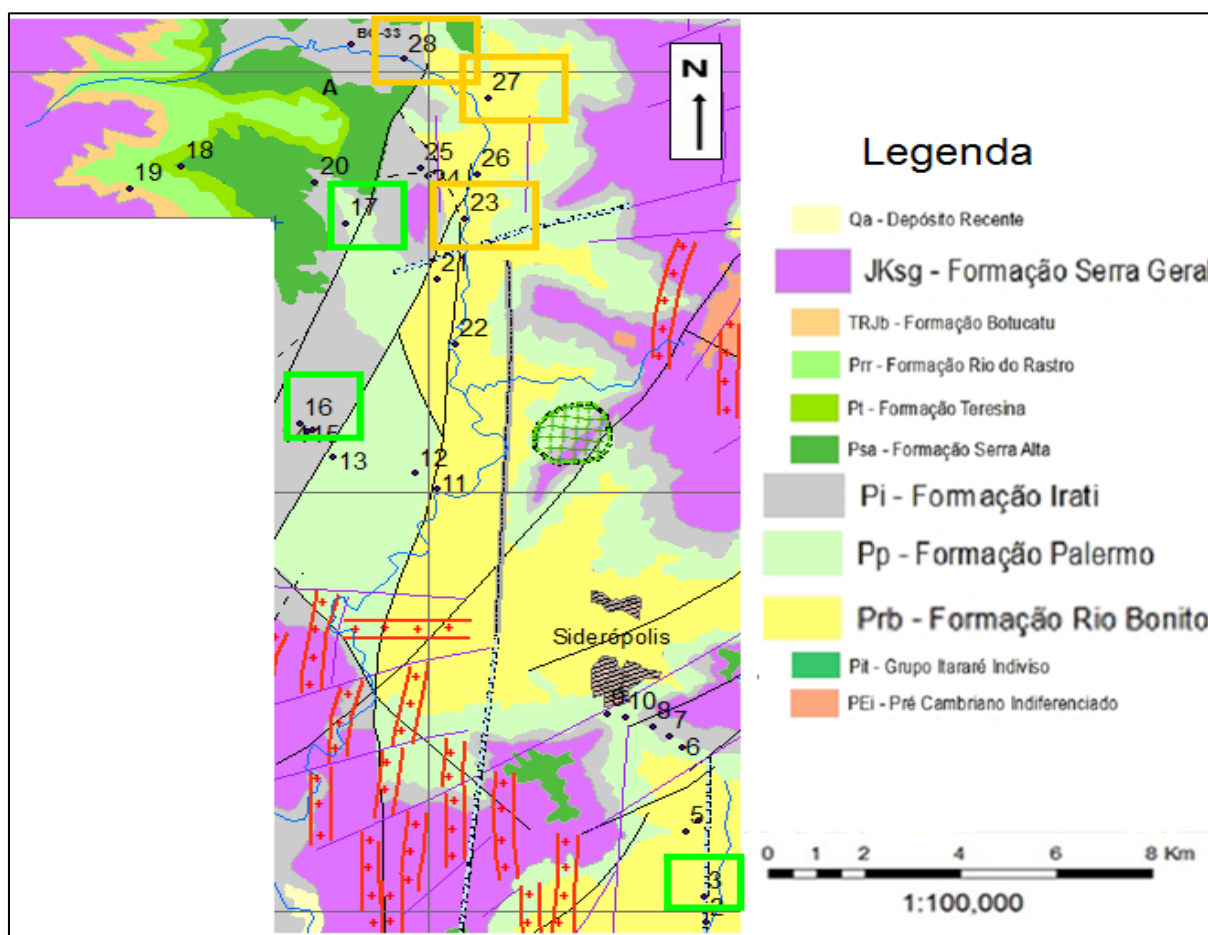 BG-33
28
N
27
A
18
25
26
20
24
19
17
23
21
22
16
15
13
12
11
Siderópolis
9
10
8
7
6
5
3
2
Legenda
Qa - Depósito Recente
JKsg - Formação Serra Geral
TRJb - Formação Botucatu
Prr - Formação Rio do Rastro
Pt - Formação Teresina
Psa - Formação Serra Alta
Pi - Formação Irati
Pp - Formação Palermo
Prb - Formação Rio Bonito
Pit - Grupo Itararé Indiviso
PEi - Pré Cambriano Indiferenciado
0 1 2 4 6 8 Km
1:100,000